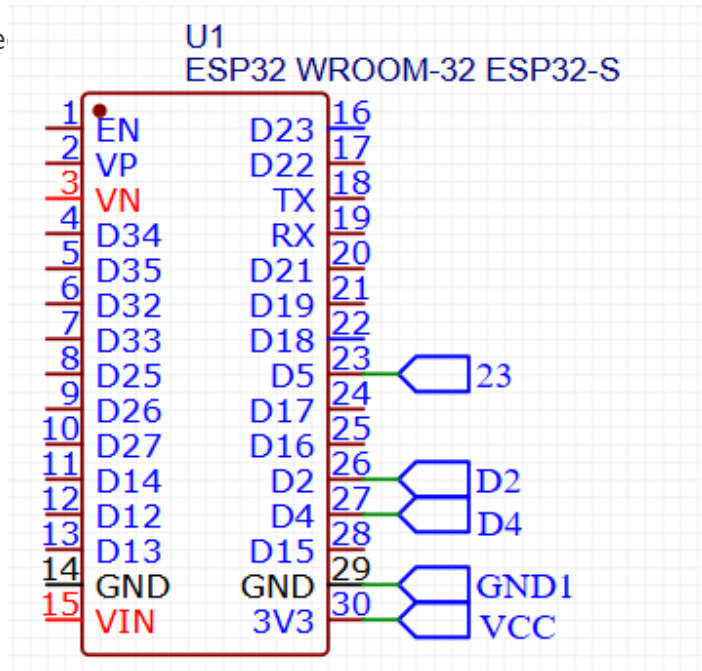 e
U1
ESP32 WROOM-32 ESP32-S
1 EN D23 16
2 VP D22 17
3 VN TX 18
4 D34 RX 19
5 D35 D21 20
6 D32 D19 21
7 D33 D18 22
8 D25 D5 23 23
9 D26 D17 24
10 D27 D16 25
11 D14 D2 26 D2
12 D12 D4 27 D4
13 D13 D15 28
14 GND GND 29 GND1
15 VIN 3V3 30 VCC